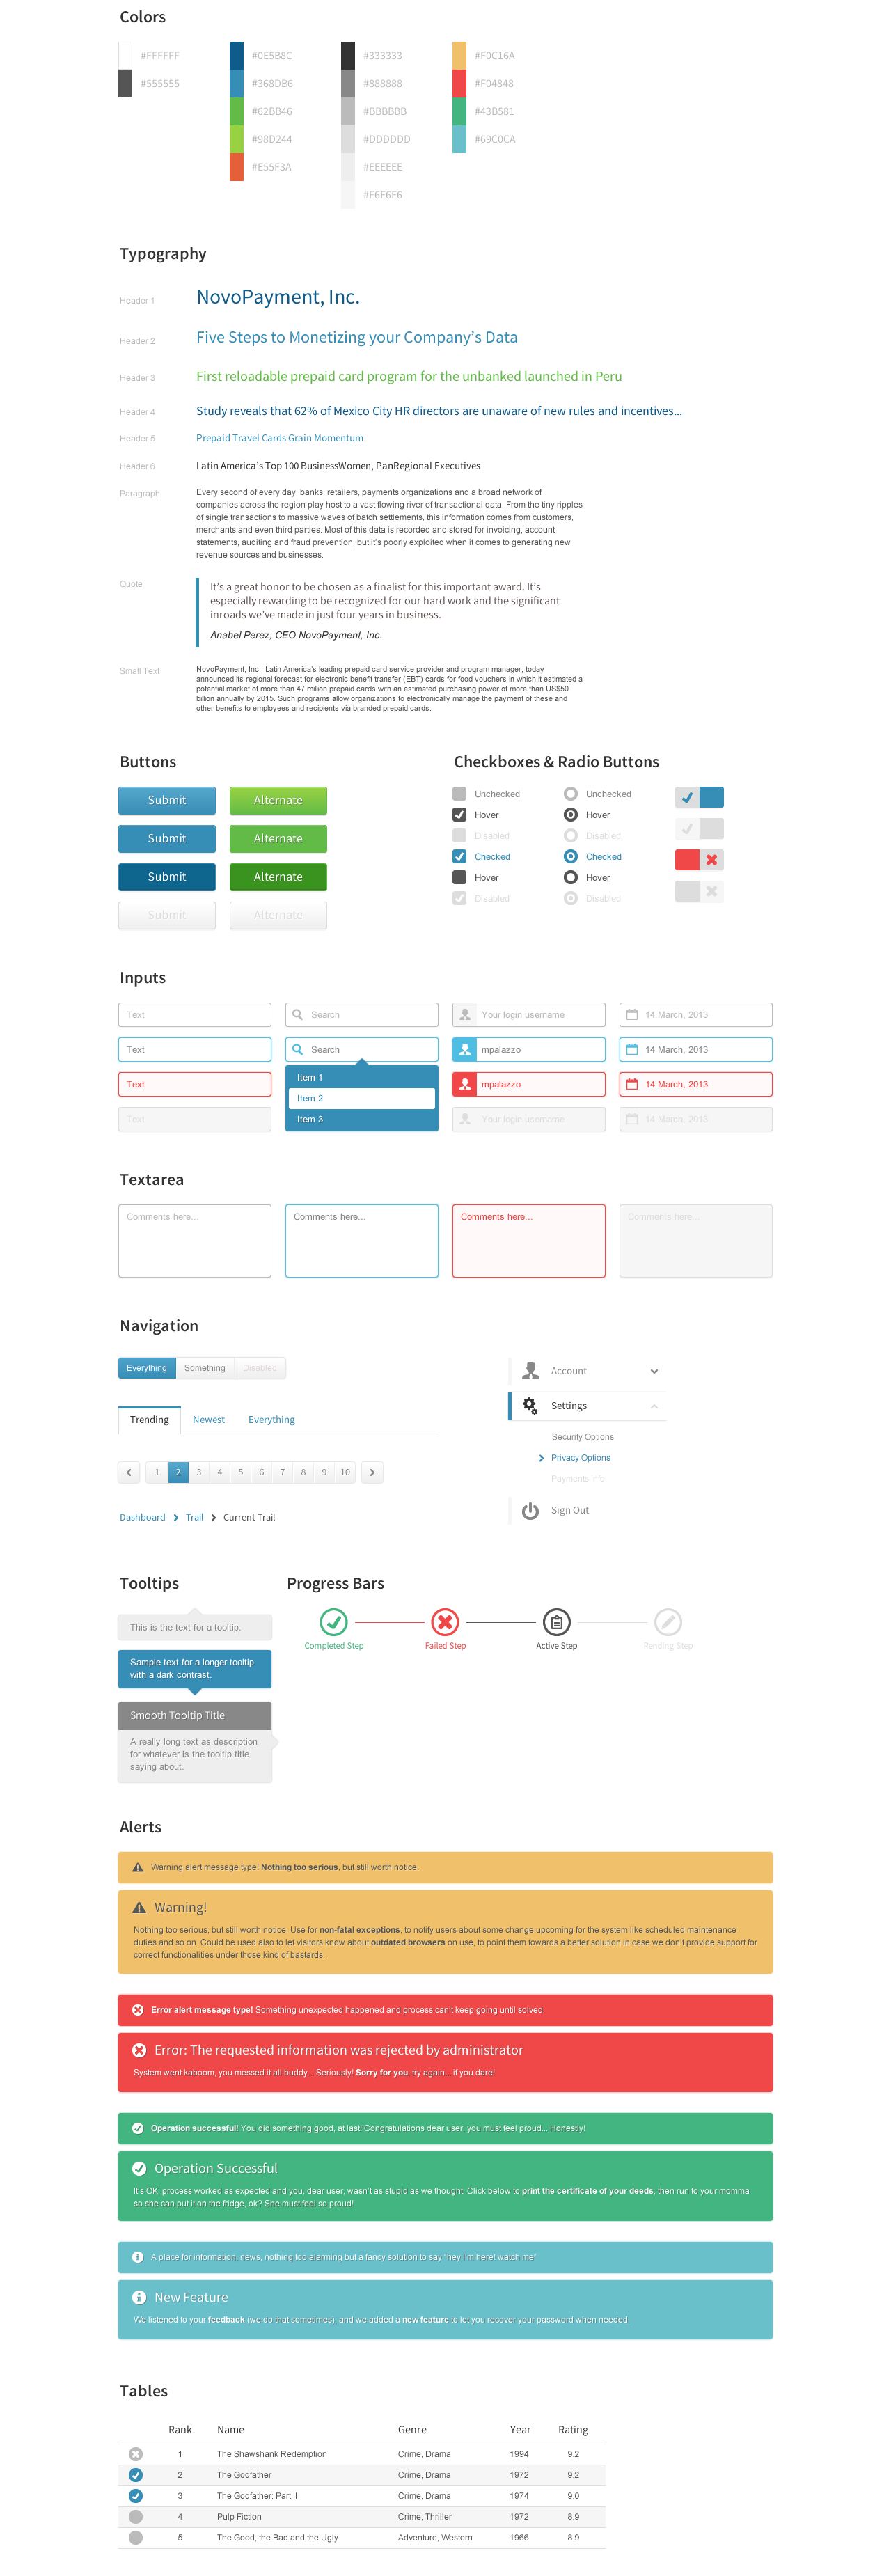 Colors
#FFFFFF #0E5B8C #333333 #F0C16A
#555555 #368DB6 #888888 #F04848
#62BB46 #BBBBBB #43B581
#98D244 #DDDDDD #69C0CA
#E55F3A #EEEEEE
#F6F6F6
Typography
Header 1 NovoPayment, Inc.
Header 2 Five Steps to Monetizing your Company's Data
Header 3 First reloadable prepaid card program for the unbanked launched in Peru
Header 4 Study reveals that 62% of Mexico City HR directors are unaware of new rules and incentives...
Header 5 Prepaid Travel Cards Grain Momentum
Header 6 Latin America's Top 100 BusinessWomen, PanRegional Executives
Paragraph Every second of every day, banks, retailers, payments organizations and a broad network of
companies across the region play host to a vast flowing river of transactional data. From the tiny ripples
of single transactions to massive waves of batch settlements, this information comes from customers,
merchants and even third parties. Most of this data is recorded and stored for invoicing, account
statements, auditing and fraud prevention, but it's poorly exploited when it comes to generating new
revenue sources and businesses.
Quote It's a great honor to be chosen as a finalist for this important award. It's
especially rewarding to be recognized for our hard work and the significant
inroads we've made in just four years in business.
Anabel Perez, CEO NovoPayment, Inc.
Small Text NovoPayment, Inc. Latin America's leading prepaid card service provider and program manager, today
announced its regional forecast for electronic benefit transfer (EBT) cards for food vouchers in which it estimated a
potential market of more than 47 million prepaid cards with an estimated purchasing power of more than US$50
billion annually by 2015. Such programs allow organizations to electronically manage the payment of these and
other benefits to employees and recipients via branded prepaid cards.
Buttons
Submit Alternate
Submit Alternate
Submit Alternate
Submit Alternate
Checkboxes & Radio Buttons
Unchecked Unchecked
Hover Hover
Disabled Disabled
Checked Checked
Hover Hover
Disabled Disabled
Inputs
Text Search Your login username 14 March, 2013
Text Search mpalazzo 14 March, 2013
Text Item 1 mpalazzo 14 March, 2013
Item 2
Text Item 3 Your login username 14 March, 2013
Textarea
Comments here... Comments here... Comments here... Comments here...
Navigation
Everything Something Disabled
Trending Newest Everything
1 2 3 4 5 6 7 8 9 10
Dashboard Trail Current Trail
Account
Settings
Security Options
Privacy Options
Payments Info
Sign Out
Tooltips
This is the text for a tooltip.
Sample text for a longer tooltip
with a dark contrast.
Smooth Tooltip Title
A really long text as description
for whatever is the tooltip title
saying about.
Progress Bars
Completed Step Failed Step Active Step Pending Step
Alerts
Warning alert message type! Nothing too serious, but still worth notice.
Warning!
Nothing too serious, but still worth notice. Use for non-fatal exceptions, to notify users about some change upcoming for the system like scheduled maintenance
duties and so on. Could be used also to let visitors know about outdated browsers on use, to point them towards a better solution in case we don't provide support for
correct functionalities under those kind of bastards.
Error alert message type! Something unexpected happened and process can't keep going until solved.
Error: The requested information was rejected by administrator
System went kaboom, you messed it all buddy... Seriously! Sorry for you, try again... if you dare!
Operation successful! You did something good, at last! Congratulations dear user, you must feel proud... Honestly!
Operation Successful
It's OK, process worked as expected and you, dear user, wasn't as stupid as we thought. Click below to print the certificate of your deeds, then run to your momma
so she can put it on the fridge, ok? She must feel so proud!
A place for information, news, nothing too alarming but a fancy solution to say "hey I'm here! watch me"
New Feature
We listened to your feedback (we do that sometimes), and we added a new feature to let you recover your password when needed.
Tables
Rank Name Genre Year Rating
1 The Shawshank Redemption Crime, Drama 1994 9.2
2 The Godfather Crime, Drama 1972 9.2
3 The Godfather: Part II Crime, Drama 1974 9.0
4 Pulp Fiction Crime, Thriller 1972 8.9
5 The Good, the Bad and the Ugly Adventure, Western 1966 8.9